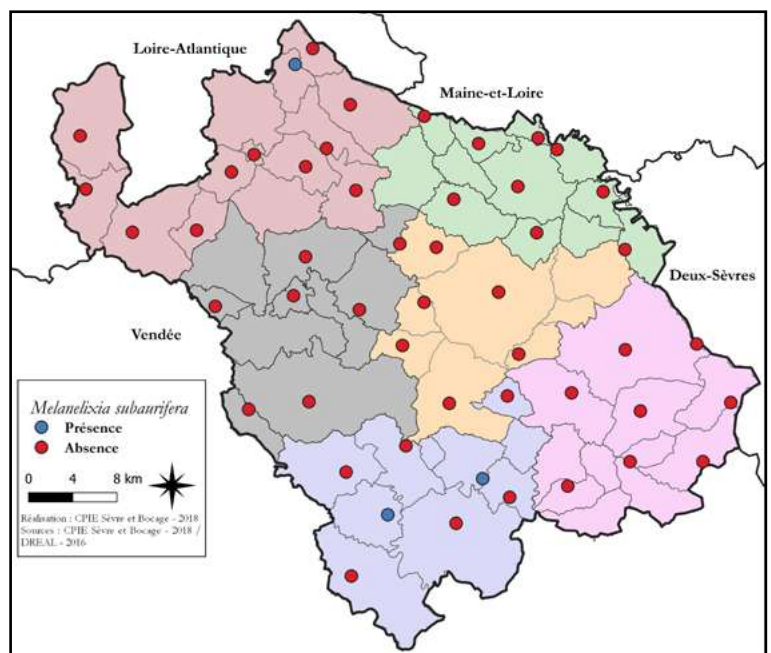 Loire-Atlantique
Maine-et-Loire
Deux-Sèvres
Vendée
Melanelixia subaurifera
Présence
Absence
0 4 8 km
Réalisation : CPIE Sèvre et Bocage - 2018
Sources : CPIE Sèvre et Bocage - 2018 /
DREAL - 2016